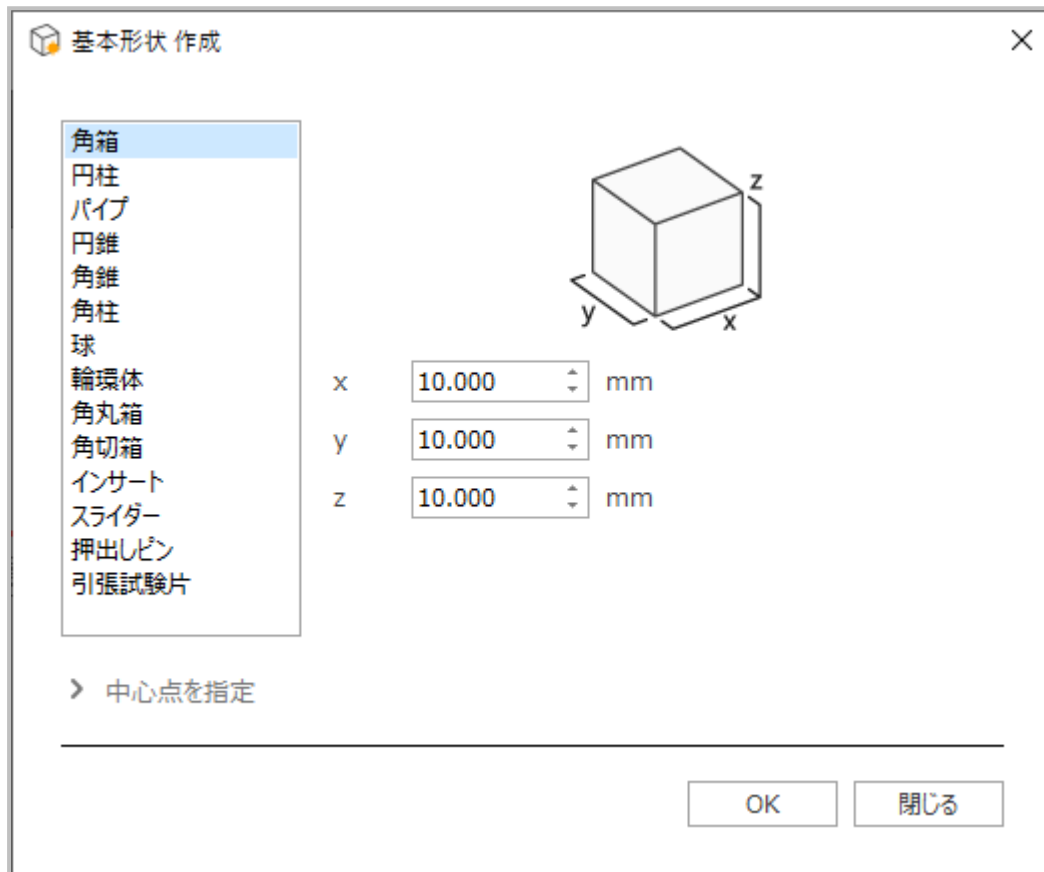 基本形状 作成
角箱
円柱
パイプ
円錐
角錐
角柱
球
輪環体
角丸箱
角切箱
インサート
スライダー
押出しピン
引張試験片
z
y
x
x 10.000 mm
y 10.000 mm
z 10.000 mm
中心点を指定
OK 閉じる